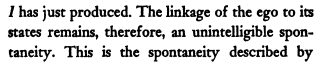 I has just produced. The linkage of the ego to its
states remains, therefore, an unintelligible spon-
taneity. This is the spontaneity described by